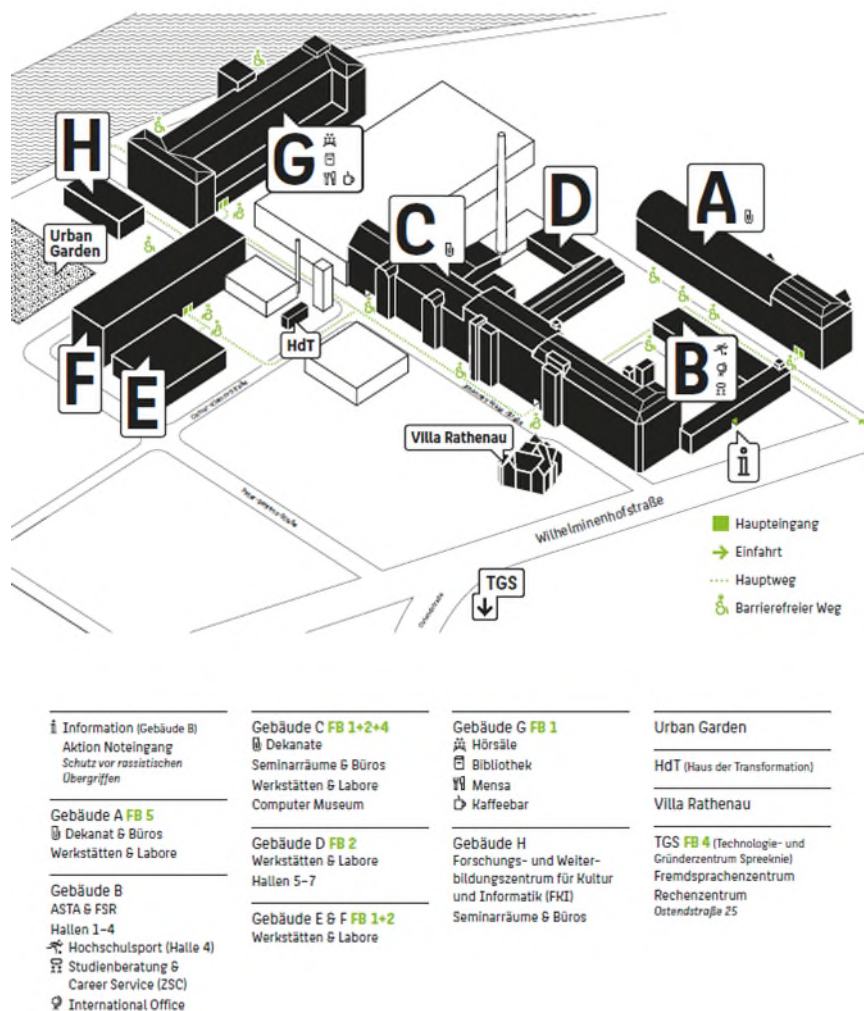 H
G
Urban
Garden
C
D
A
F
E
HdT
B
Villa Rathenau
i
Wilhelminenhofstraße
TGS
Ostendstraße
Haupteingang
Einfahrt
Hauptweg
Barrierefreier Weg
i Information (Gebäude B)
Aktion Noteingang
Schutz vor rassistischen
Übergriffen
Gebäude A FB 5
Dekanat & Büros
Werkstätten & Labore
Gebäude B
ASTA & FSR
Hallen 1–4
Hochschulsport (Halle 4)
Studienberatung &
Career Service (ZSC)
International Office
Gebäude C FB 1+2+4
Dekanate
Seminarräume & Büros
Werkstätten & Labore
Computer Museum
Gebäude D FB 2
Werkstätten & Labore
Hallen 5–7
Gebäude E & F FB 1+2
Werkstätten & Labore
Gebäude G FB 1
Hörsäle
Bibliothek
Mensa
Kaffeebar
Gebäude H
Forschungs- und Weiter-
bildungszentrum für Kultur
und Informatik (FKI)
Seminarräume & Büros
Urban Garden
HdT (Haus der Transformation)
Villa Rathenau
TGS FB 4 (Technologie- und
Gründerzentrum Spreeknie)
Fremdsprachenzentrum
Rechenzentrum
Ostendstraße 25